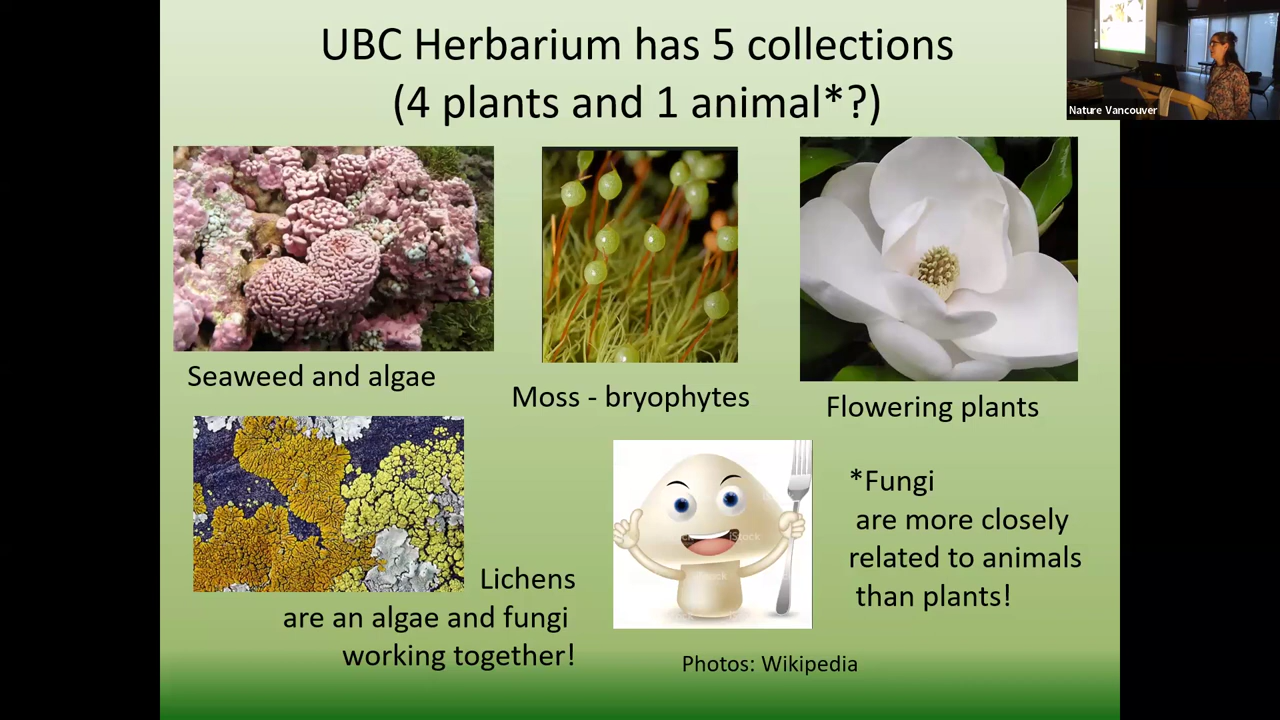 UBC Herbarium has 5 collections
(4 plants and 1 animal*?)
Nature Vancouver
Seaweed and algae
Moss - bryophytes
Flowering plants
Lichens
are an algae and fungi
working together!
iStock
iStock
*Fungi
are more closely
related to animals
than plants!
Photos: Wikipedia